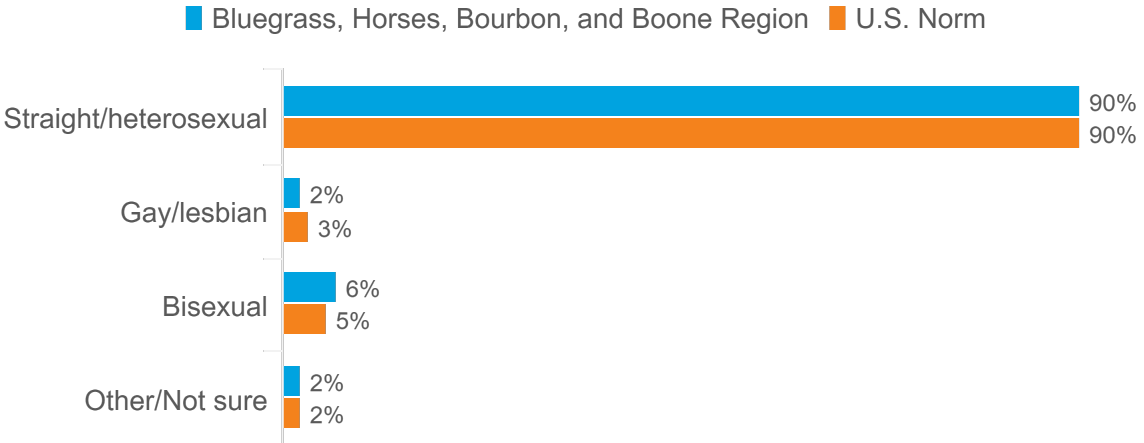 Bluegrass, Horses, Bourbon, and Boone Region U.S. Norm
Straight/heterosexual 90%
90%
Gay/lesbian 2%
3%
Bisexual 6%
5%
Other/Not sure 2%
2%